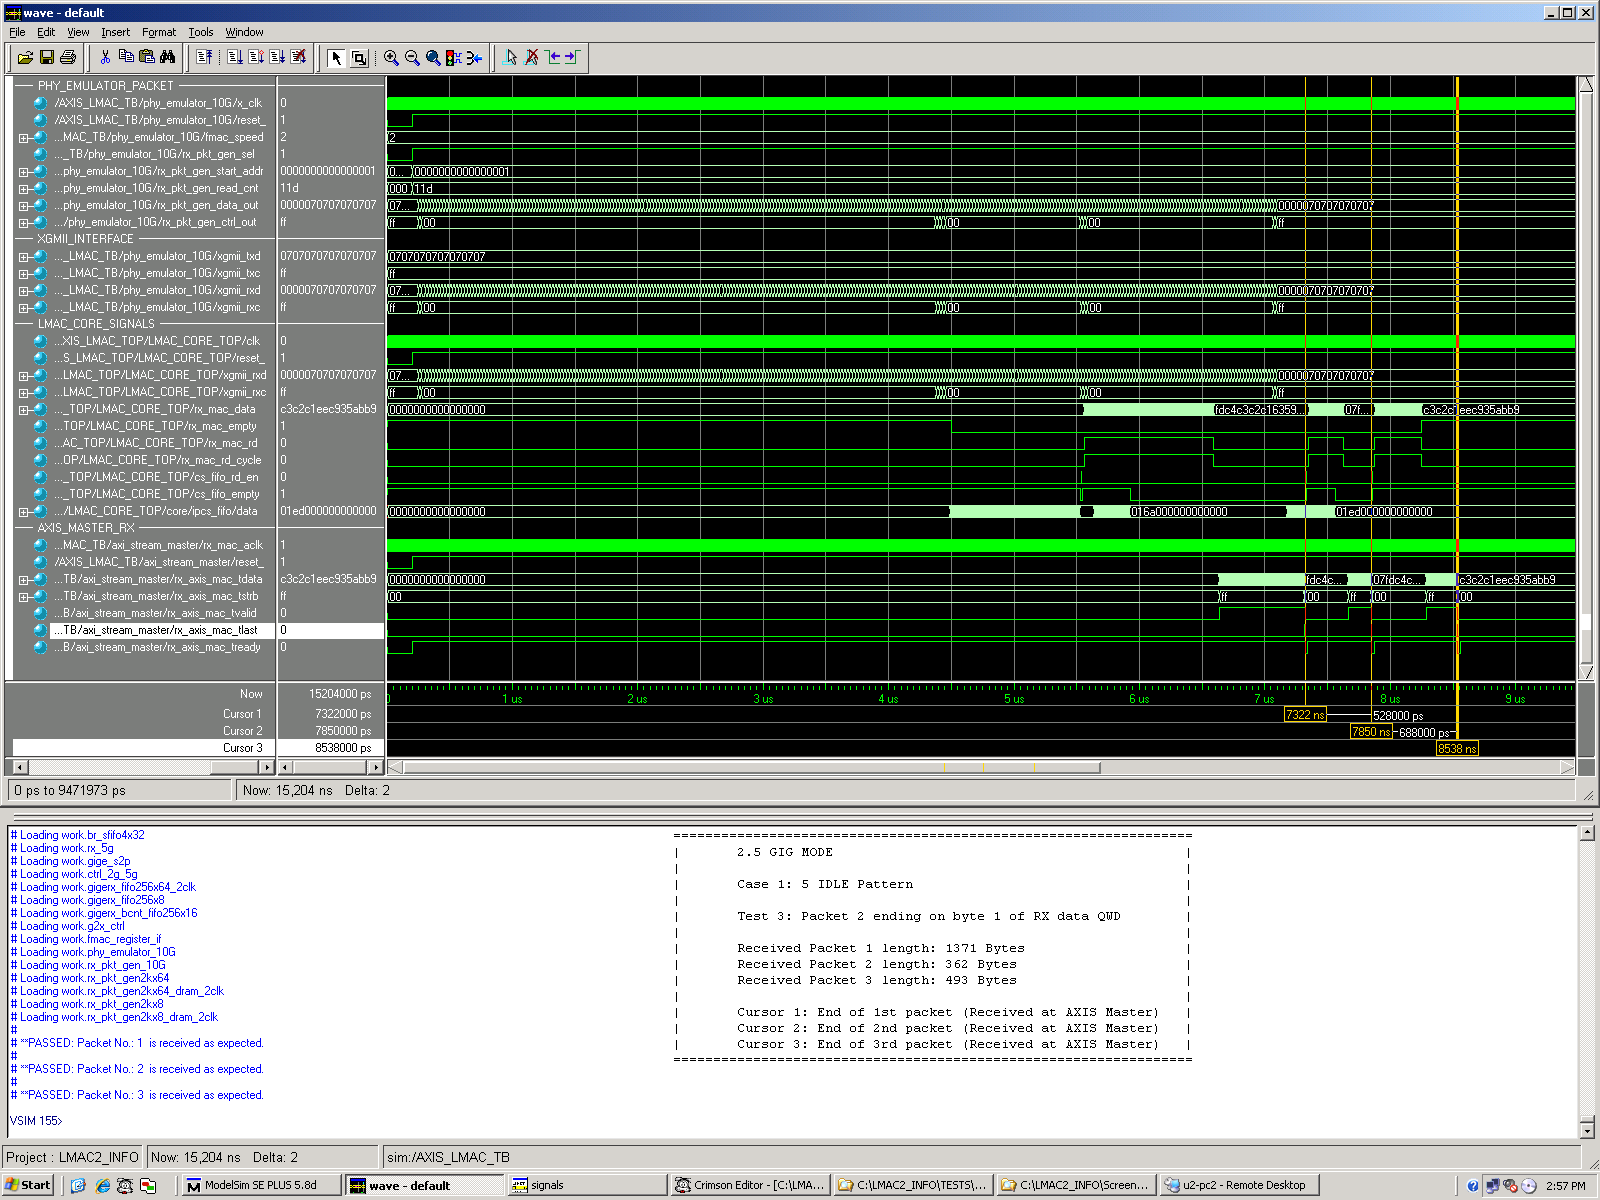 wave - default
File Edit View Insert Format Tools Window
PHY_EMULATOR_PACKET
/AXIS_LMAC_TB/phy_emulator_10G/x_clk 0
/AXIS_LMAC_TB/phy_emulator_10G/reset_ 1
...MAC_TB/phy_emulator_10G/fmac_speed 2 2
..._TB/phy_emulator_10G/rx_pkt_gen_sel 1
...phy_emulator_10G/rx_pkt_gen_start_addr 0000000000000001 0... 0000000000000001
...phy_emulator_10G/rx_pkt_gen_read_cnt 11d 000 11d
...phy_emulator_10G/rx_pkt_gen_data_out 0000070707070707 07... 0000070707070707
.../phy_emulator_10G/rx_pkt_gen_ctrl_out ff ff 00 00 00 ff
XGMII_INTERFACE
..._LMAC_TB/phy_emulator_10G/xgmii_txd 0707070707070707 0707070707070707
..._LMAC_TB/phy_emulator_10G/xgmii_txc ff ff
..._LMAC_TB/phy_emulator_10G/xgmii_rxd 0000070707070707 07... 0000070707070707
..._LMAC_TB/phy_emulator_10G/xgmii_rxc ff ff 00 00 00 ff
LMAC_CORE_SIGNALS
...XIS_LMAC_TOP/LMAC_CORE_TOP/clk 0
...S_LMAC_TOP/LMAC_CORE_TOP/reset_ 1
...LMAC_TOP/LMAC_CORE_TOP/xgmii_rxd 0000070707070707 07... 0000070707070707
...LMAC_TOP/LMAC_CORE_TOP/xgmii_rxc ff ff 00 00 00 ff
..._TOP/LMAC_CORE_TOP/rx_mac_data c3c2c1eec935abb9 0000000000000000 fdc4c3c2c16359... 07f... c3c2c1eec935abb9
...TOP/LMAC_CORE_TOP/rx_mac_empty 1
...AC_TOP/LMAC_CORE_TOP/rx_mac_rd 0
...OP/LMAC_CORE_TOP/rx_mac_rd_cycle 0
..._TOP/LMAC_CORE_TOP/cs_fifo_rd_en 0
..._TOP/LMAC_CORE_TOP/cs_fifo_empty 1
.../LMAC_CORE_TOP/core/ipcs_fifo/data 01ed000000000000 0000000000000000 016a000000000000 01ed000000000000
AXIS_MASTER_RX
...MAC_TB/axi_stream_master/rx_mac_aclk 1
/AXIS_LMAC_TB/axi_stream_master/reset_ 1
...TB/axi_stream_master/rx_axis_mac_tdata c3c2c1eec935abb9 0000000000000000 fdc4c... 07fdc4c... c3c2c1eec935abb9
...TB/axi_stream_master/rx_axis_mac_tstrb ff 00 ff 00 ff 00 ff 00
...B/axi_stream_master/rx_axis_mac_tvalid 0
...TB/axi_stream_master/rx_axis_mac_tlast 0
...B/axi_stream_master/rx_axis_mac_tready 0
Now 15204000 ps 0 1 us 2 us 3 us 4 us 5 us 6 us 7 us 8 us 9 us
Cursor 1 7322000 ps 7322 ns 528000 ps
Cursor 2 7850000 ps 7850 ns 688000 ps
Cursor 3 8538000 ps 8538 ns
0 ps to 9471973 ps Now: 15,204 ns Delta: 2
# Loading work.br_sfifo4x32
# Loading work.rx_5g
# Loading work.gige_s2p
# Loading work.ctrl_2g_5g
# Loading work.gigerx_fifo256x64_2clk
# Loading work.gigerx_fifo256x8
# Loading work.gigerx_bcnt_fifo256x16
# Loading work.g2x_ctrl
# Loading work.fmac_register_if
# Loading work.phy_emulator_10G
# Loading work.rx_pkt_gen_10G
# Loading work.rx_pkt_gen2kx64
# Loading work.rx_pkt_gen2kx64_dram_2clk
# Loading work.rx_pkt_gen2kx8
# Loading work.rx_pkt_gen2kx8_dram_2clk
#
# **PASSED: Packet No.: 1 is received as expected.
#
# **PASSED: Packet No.: 2 is received as expected.
#
# **PASSED: Packet No.: 3 is received as expected.
VSIM 155>
2.5 GIG MODE
Case 1: 5 IDLE Pattern
Test 3: Packet 2 ending on byte 1 of RX data QWD
Received Packet 1 length: 1371 Bytes
Received Packet 2 length: 362 Bytes
Received Packet 3 length: 493 Bytes
Cursor 1: End of 1st packet (Received at AXIS Master)
Cursor 2: End of 2nd packet (Received at AXIS Master)
Cursor 3: End of 3rd packet (Received at AXIS Master)
Project : LMAC2_INFO Now: 15,204 ns Delta: 2 sim:/AXIS_LMAC_TB
Start ModelSim SE PLUS 5.8d wave - default signals Crimson Editor - [C:\LMA... C:\LMAC2_INFO\TESTS\... C:\LMAC2_INFO\Screen... u2-pc2 - Remote Desktop 2:57 PM